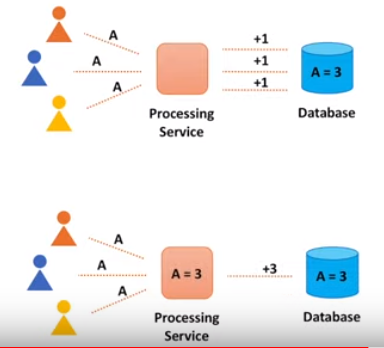 A
+1
A
+1
A
+1
A = 3
Processing
Service
Database
A
A
A
A = 3
+3
A = 3
Processing
Service
Database